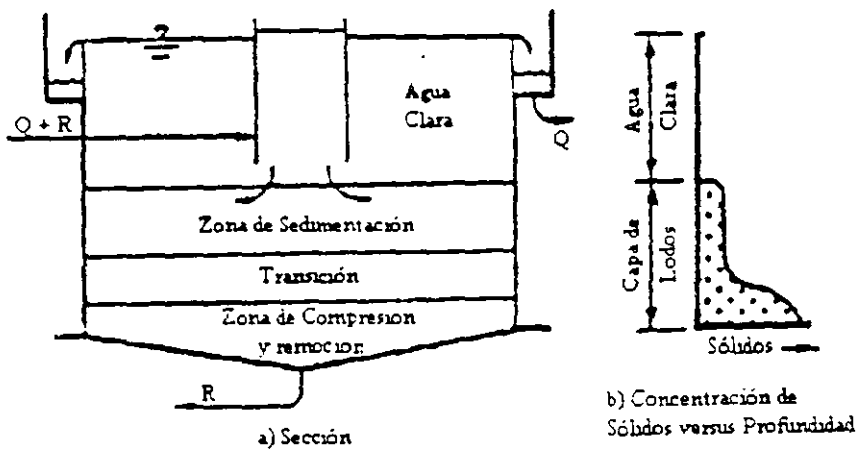 Agua
Clara
Q + R
Q
Zona de Sedimentación
Transición
Zona de Compresion
y remocion
R
a) Sección
Agua
Clara
Capa de
Lodos
Sólidos
b) Concentración de
Sólidos versus Profundidad